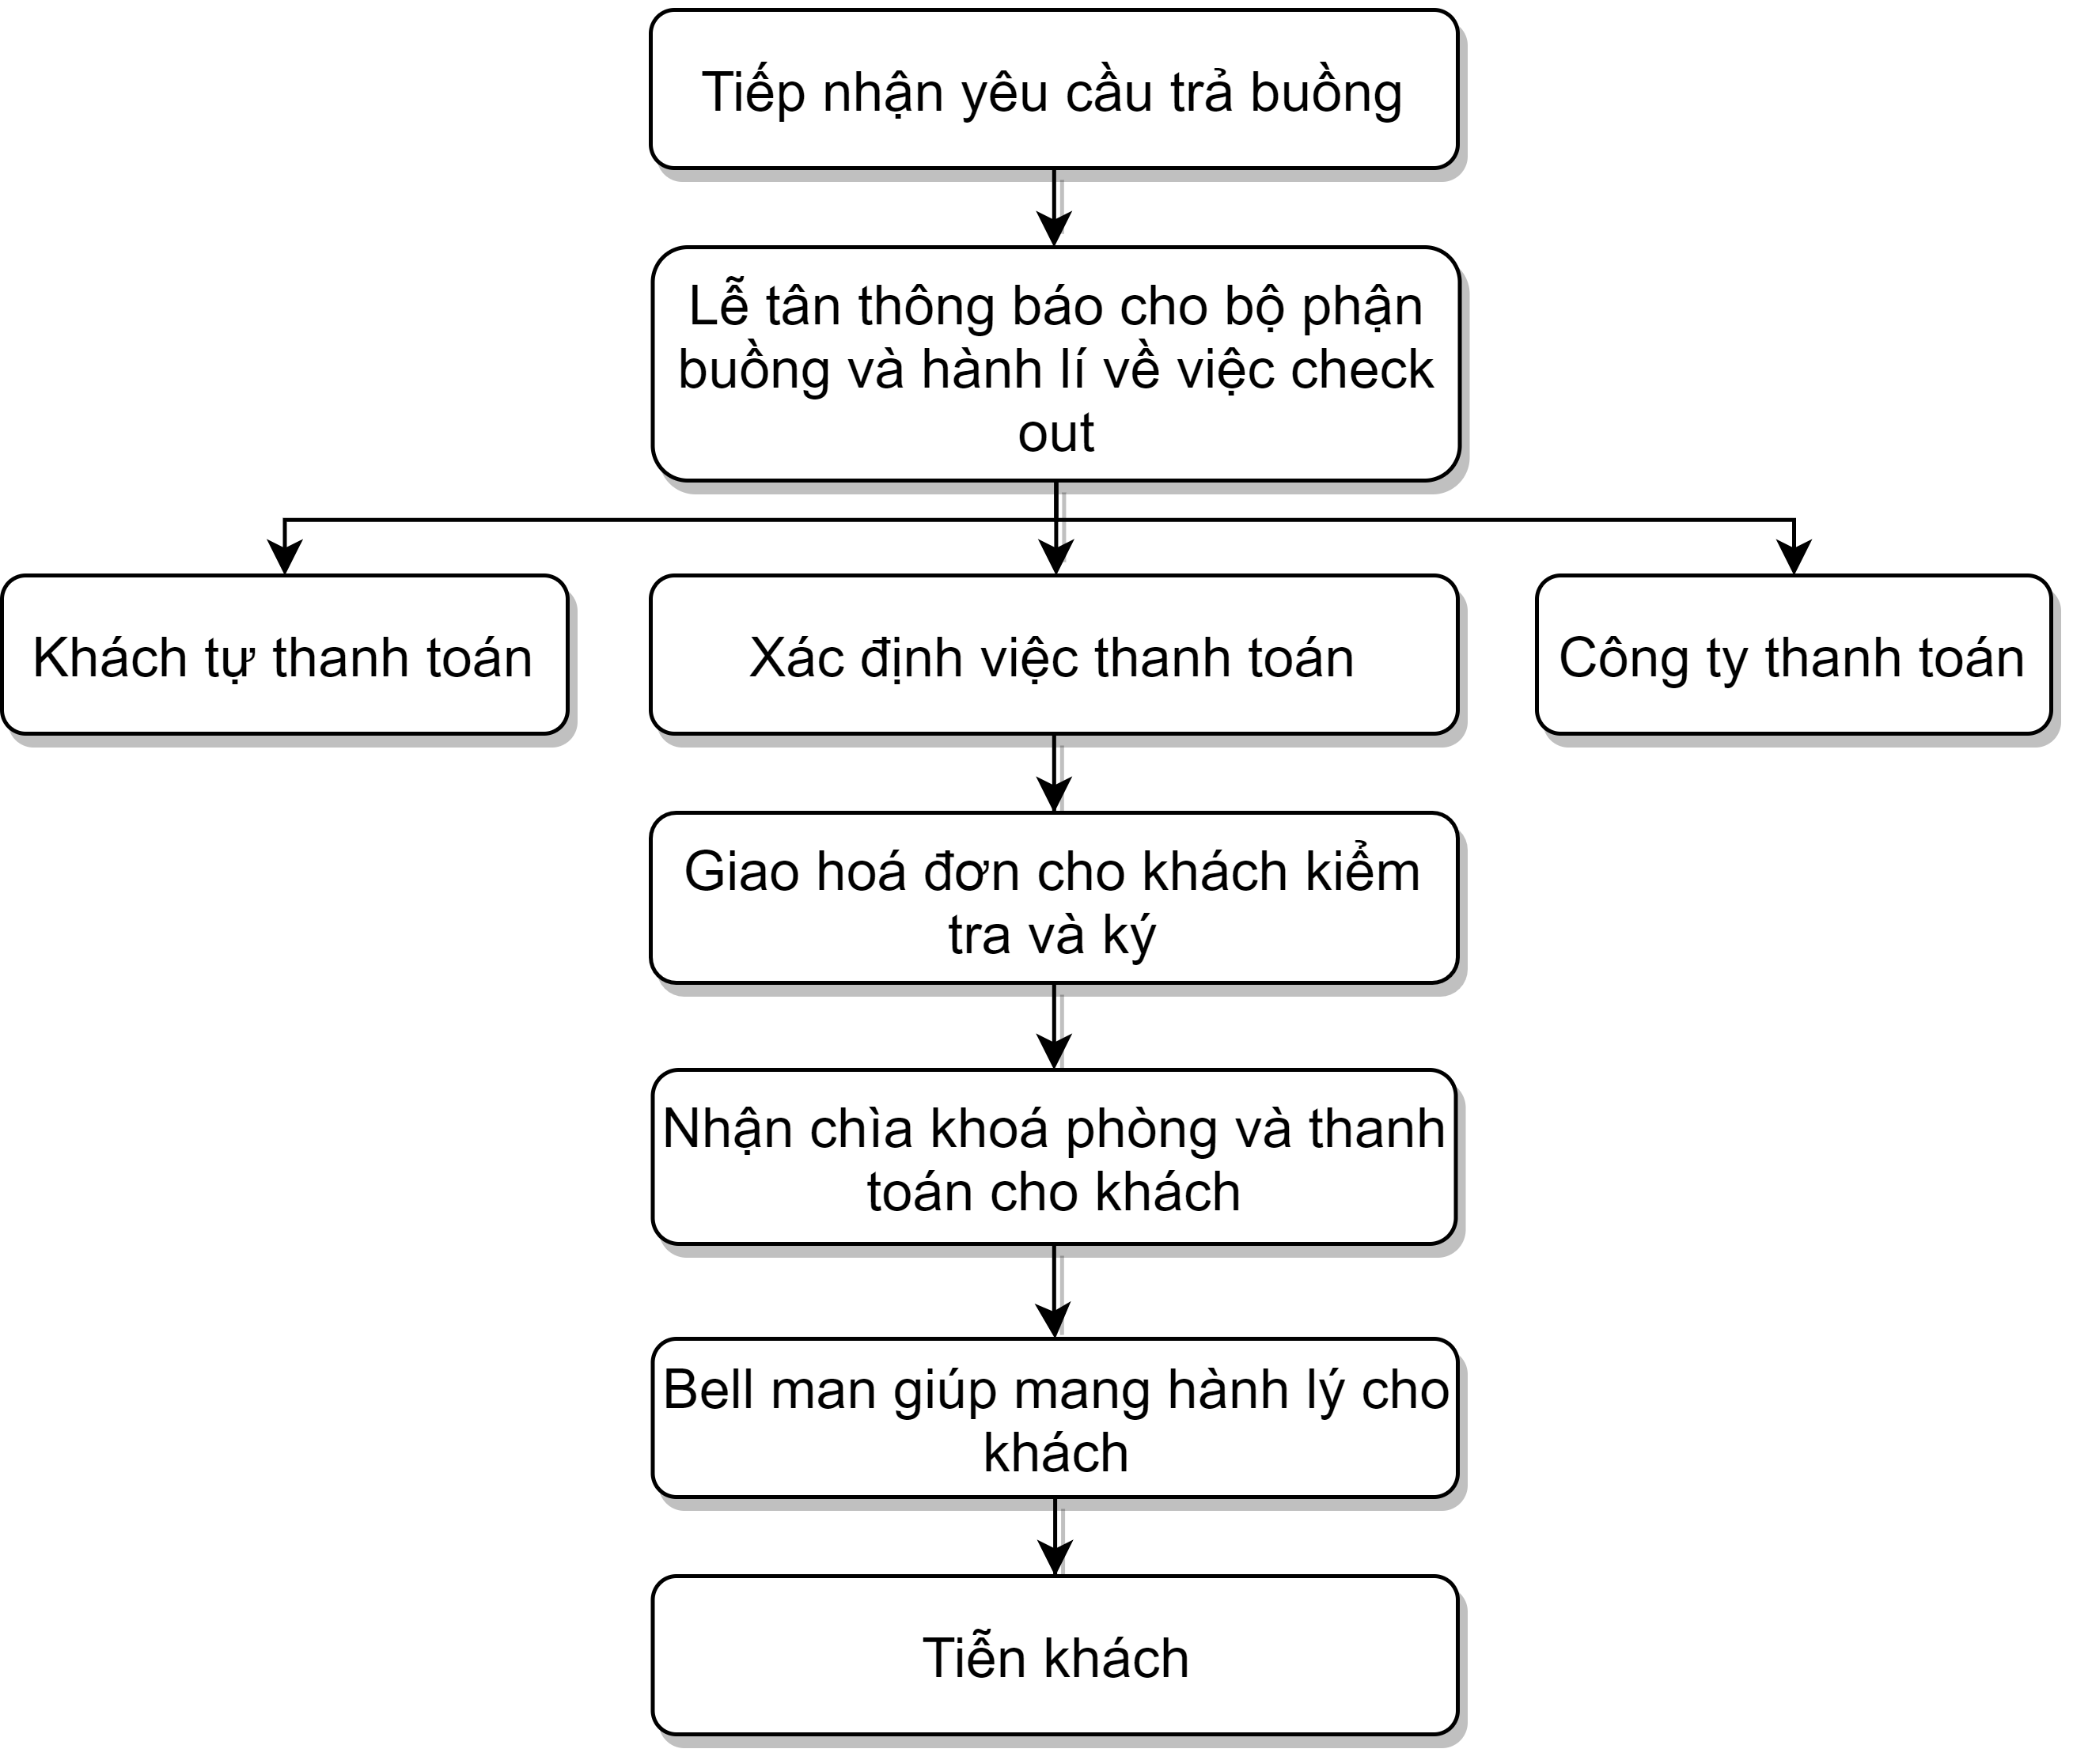 Tiếp nhận yêu cầu trả buồng
Lễ tân thông báo cho bộ phận
buồng và hành lí về việc check
out
Khách tự thanh toán
Xác định việc thanh toán
Công ty thanh toán
Giao hoá đơn cho khách kiểm
tra và ký
Nhận chìa khoá phòng và thanh
toán cho khách
Bell man giúp mang hành lý cho
khách
Tiễn khách